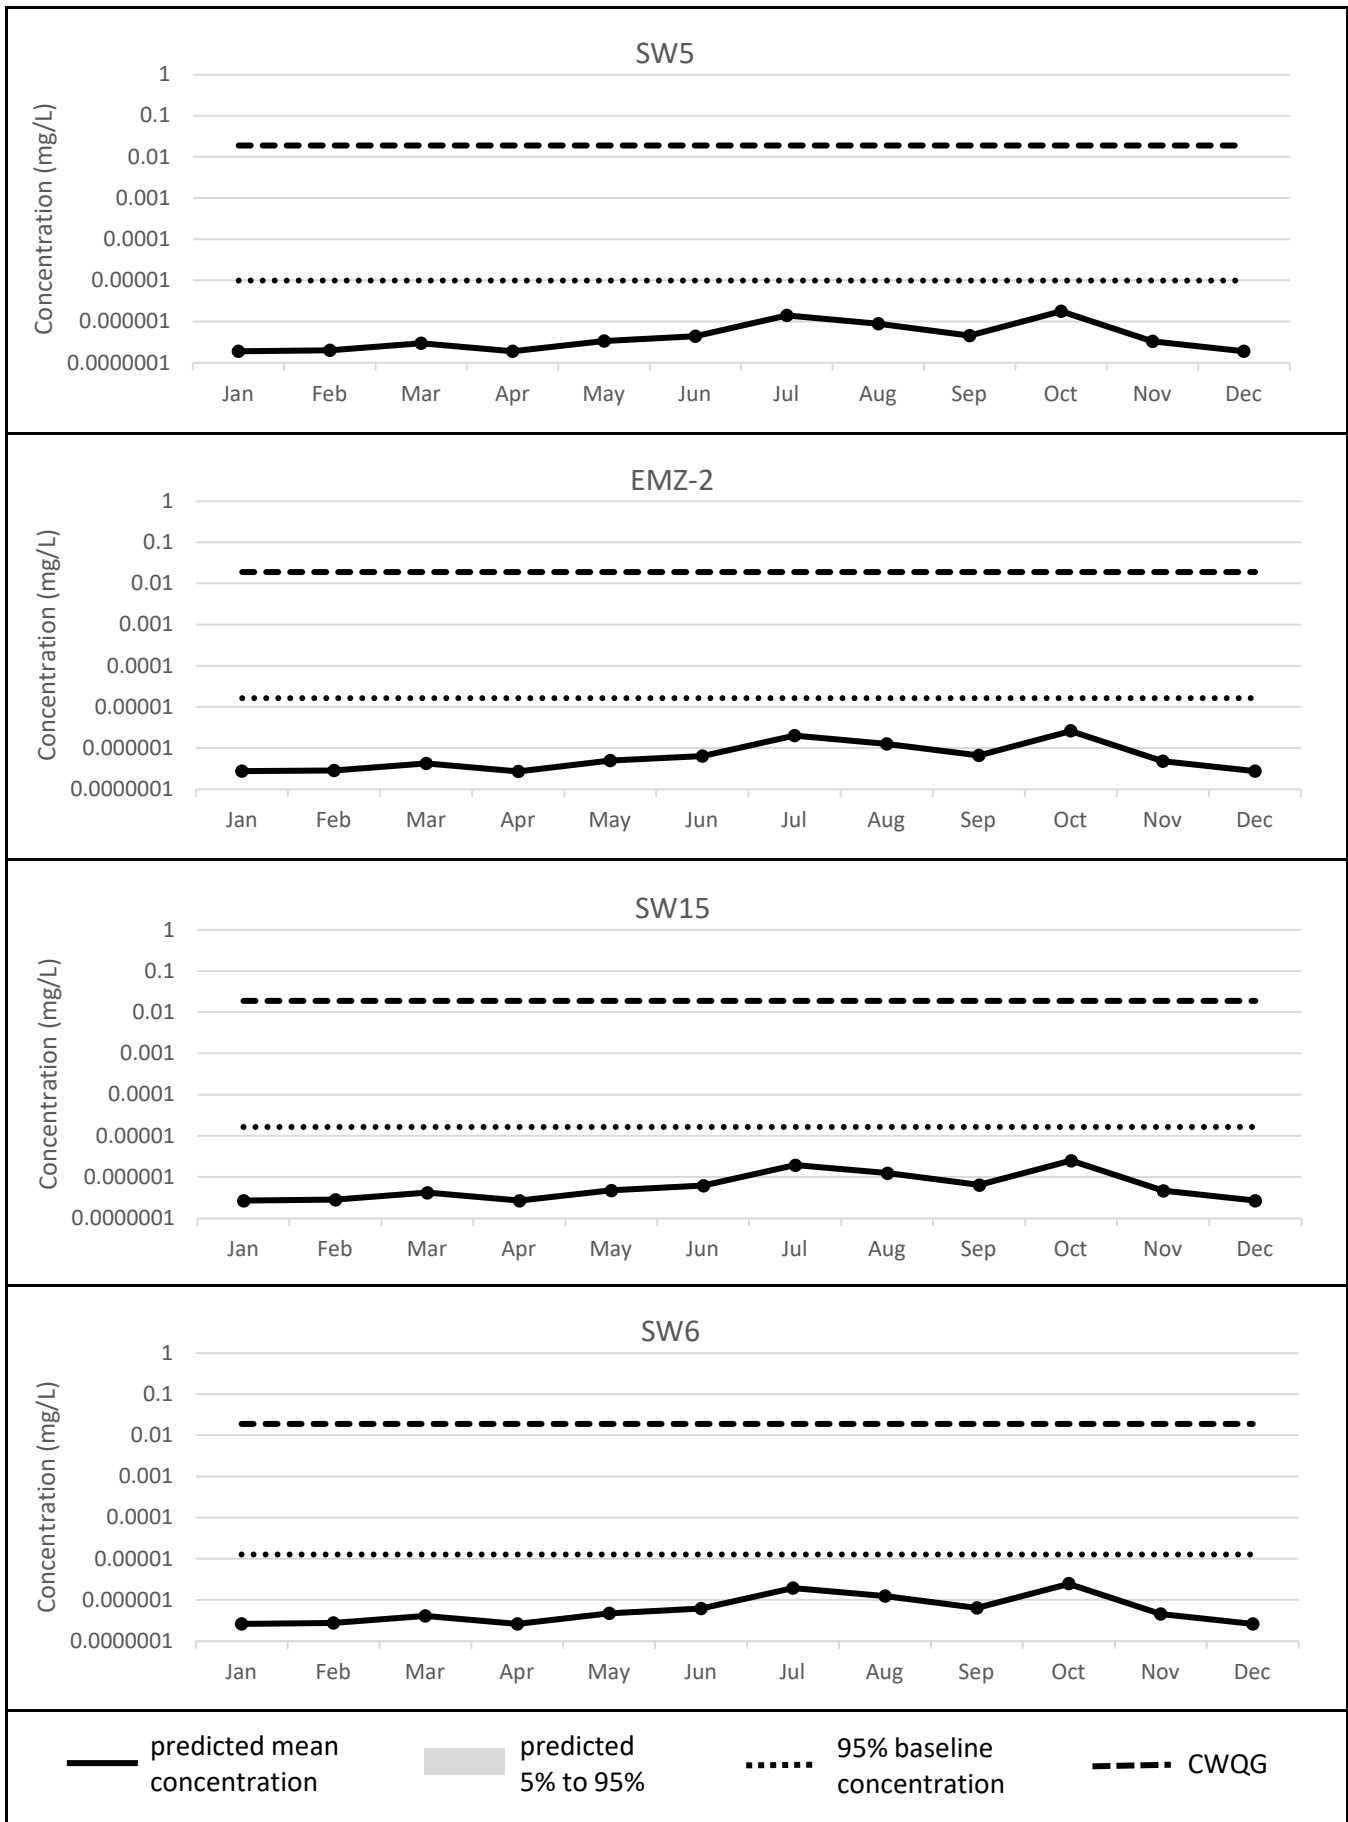 SW5
Concentration (mg/L)
1
0.1
0.01
0.001
0.0001
0.00001
0.000001
0.0000001
Jan Feb Mar Apr May Jun Jul Aug Sep Oct Nov Dec
EMZ-2
Concentration (mg/L)
1
0.1
0.01
0.001
0.0001
0.00001
0.000001
0.0000001
Jan Feb Mar Apr May Jun Jul Aug Sep Oct Nov Dec
SW15
Concentration (mg/L)
1
0.1
0.01
0.001
0.0001
0.00001
0.000001
0.0000001
Jan Feb Mar Apr May Jun Jul Aug Sep Oct Nov Dec
SW6
Concentration (mg/L)
1
0.1
0.01
0.001
0.0001
0.00001
0.000001
0.0000001
Jan Feb Mar Apr May Jun Jul Aug Sep Oct Nov Dec
predicted mean
concentration
predicted
5% to 95%
95% baseline
concentration
CWQG